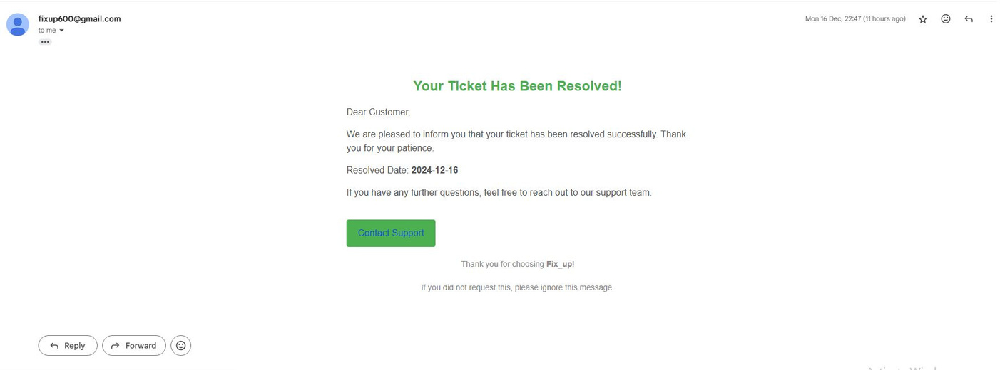 fixup600@gmail.com
Mon 16 Dec, 22:47 (11 hours ago)
to me
Your Ticket Has Been Resolved!
Dear Customer,
We are pleased to inform you that your ticket has been resolved successfully. Thank
you for your patience.
Resolved Date: 2024-12-16
If you have any further questions, feel free to reach out to our support team.
Contact Support
Thank you for choosing Fix_up!
If you did not request this, please ignore this message.
Reply
Forward